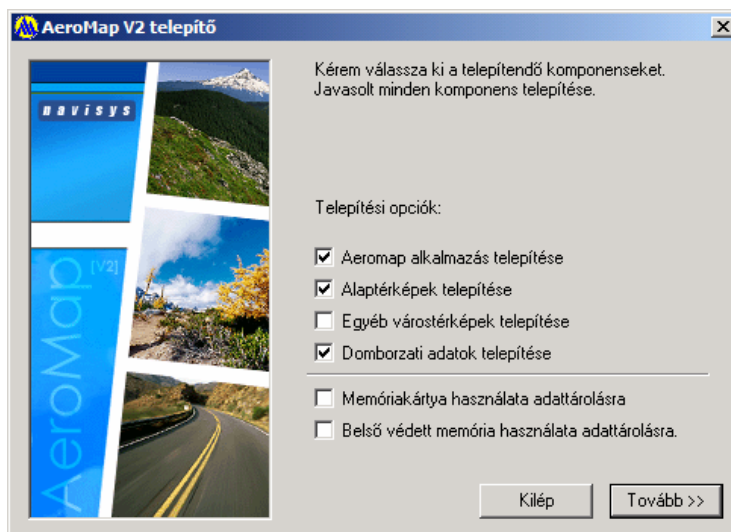 AeroMap V2 telepítő
navisys
AeroMap [V2]
Kérem válassza ki a telepítendő komponenseket.
Javasolt minden komponens telepítése.
Telepítési opciók:
Aeromap alkalmazás telepítése
Alaptérképek telepítése
Egyéb várostérképek telepítése
Domborzati adatok telepítése
Memóriakártya használata adattárolásra
Belső védett memória használata adattárolásra.
Kilép
Tovább >>